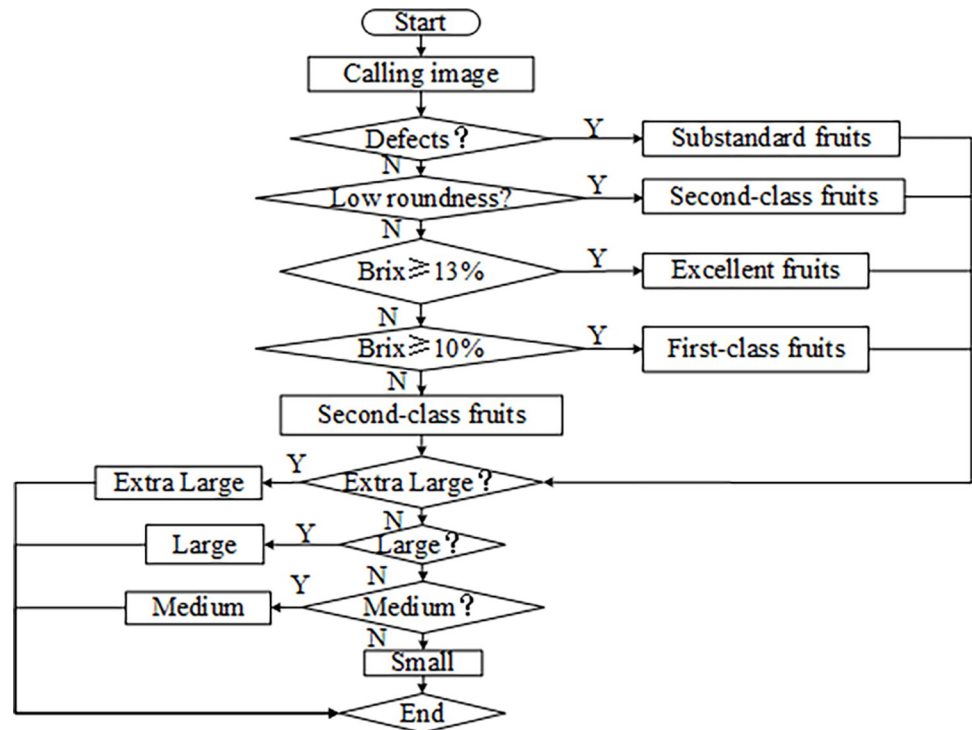 Start
Calling image
Defects?
Y
Substandard fruits
N
Low roundness?
Y
Second-class fruits
N
Brix≥13%
Y
Excellent fruits
N
Brix≥10%
Y
First-class fruits
N
Second-class fruits
Extra Large
Y
Extra Large?
N
Large
Y
Large?
N
Medium
Y
Medium?
N
Small
End